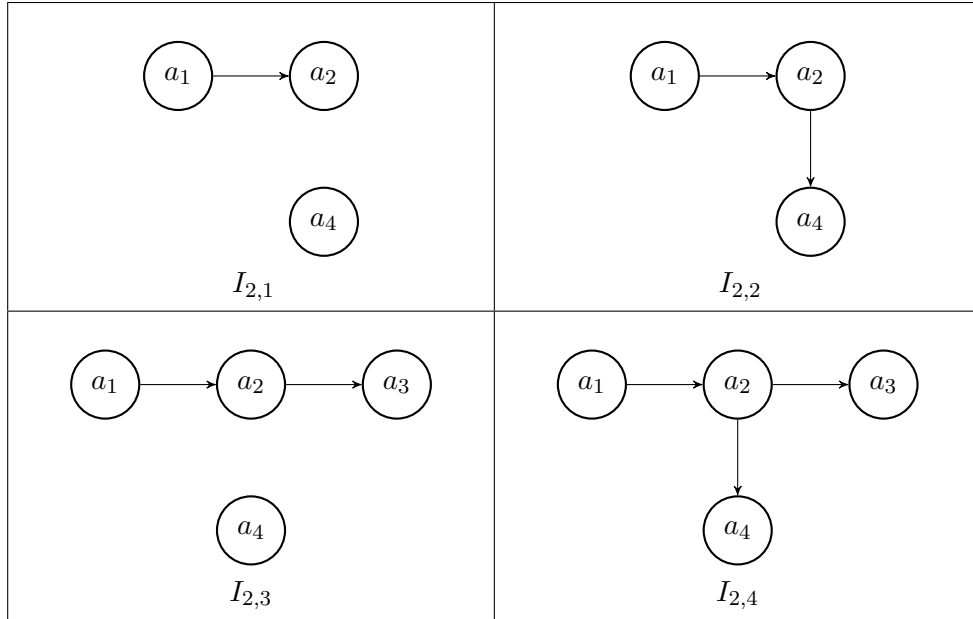 a₁ a₂
a₄
I₂,₁
a₁ a₂
a₄
I₂,₂
a₁ a₂ a₃
a₄
I₂,₃
a₁ a₂ a₃
a₄
I₂,₄